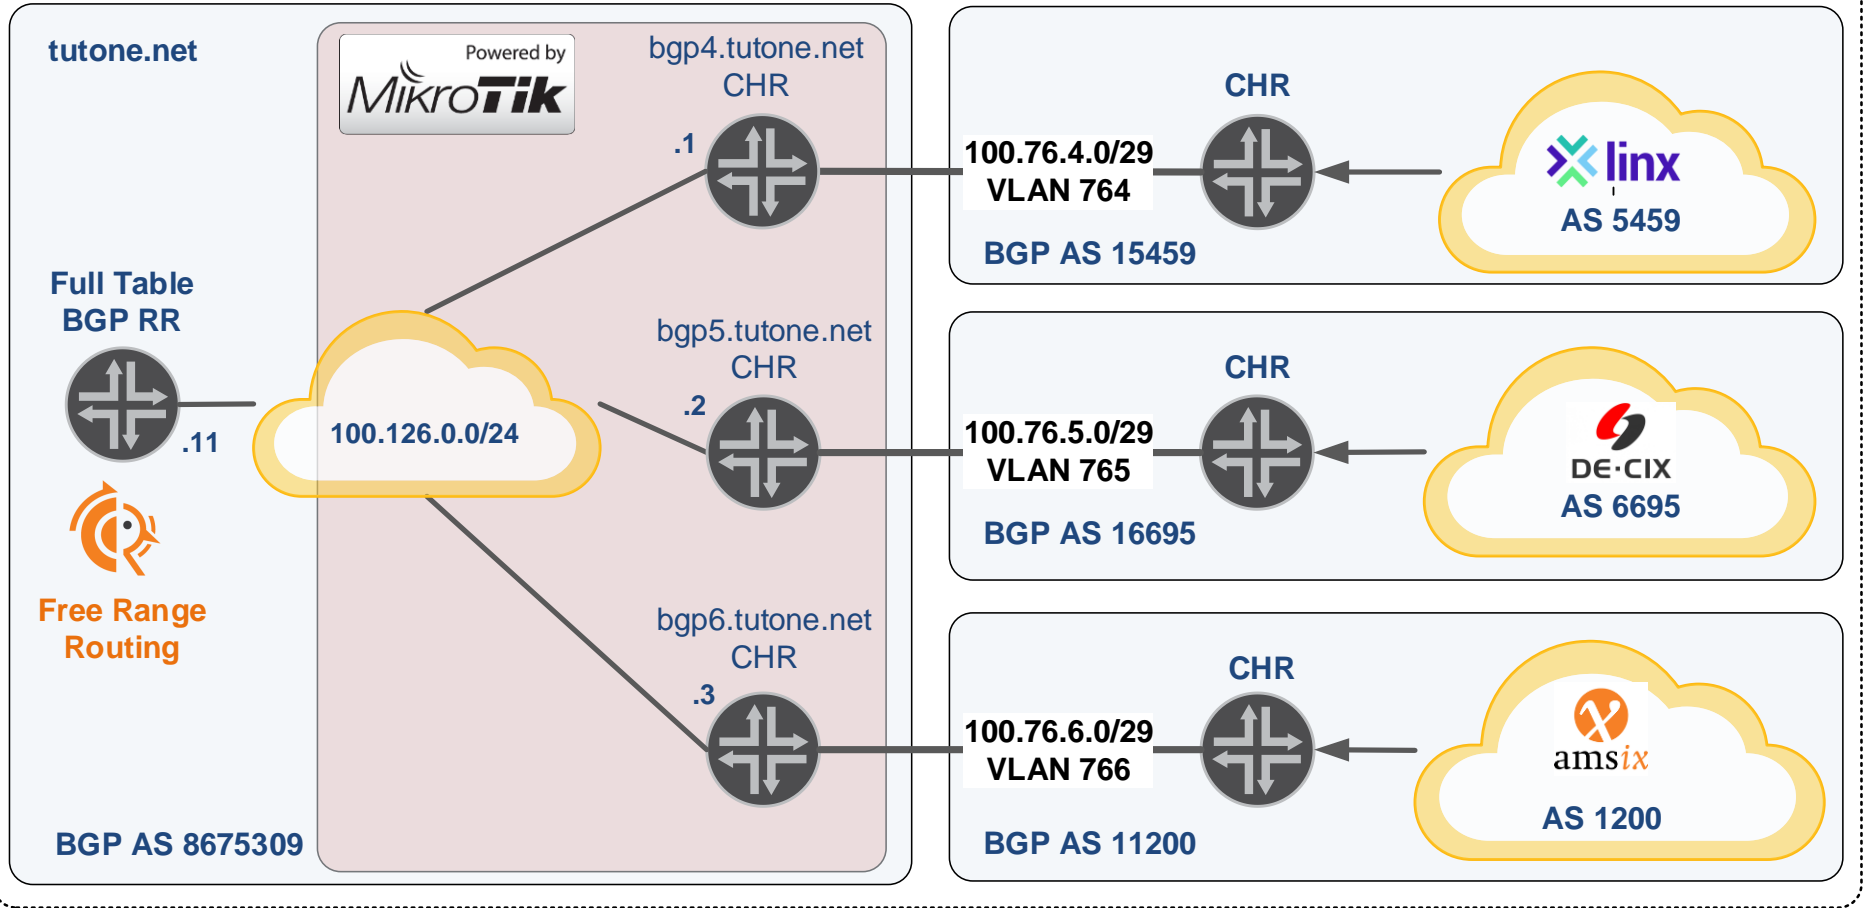 tutone.net
Powered by
MikroTik
bgp4.tutone.net
CHR
.1
Full Table
BGP RR
.11
100.126.0.0/24
bgp5.tutone.net
CHR
.2
Free Range
Routing
bgp6.tutone.net
CHR
.3
BGP AS 8675309
CHR
100.76.4.0/29
VLAN 764
BGP AS 15459
linx
AS 5459
CHR
100.76.5.0/29
VLAN 765
BGP AS 16695
DE-CIX
AS 6695
CHR
100.76.6.0/29
VLAN 766
BGP AS 11200
amsix
AS 1200